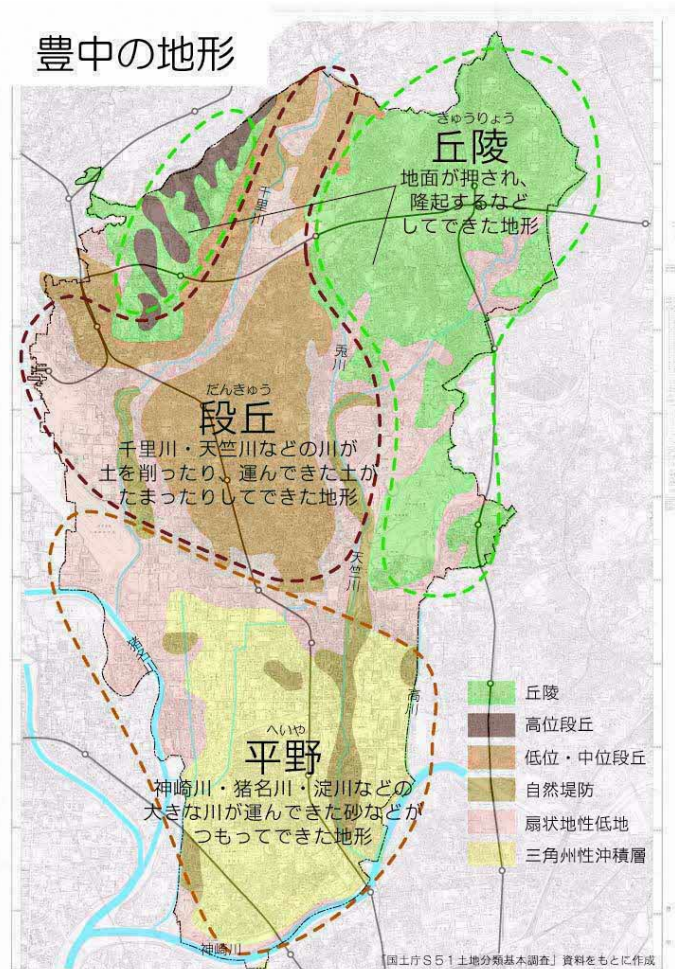 豊中の地形
きゅうりょう
丘陵
地面が押され、
隆起するなど
してできた地形
千里川
兎川
だんきゅう
段丘
千里川・天竺川などの川が
土を削ったり、運んできた土が
たまったりしてできた地形
天竺川
猪名川
高川
へいや
平野
神崎川・猪名川・淀川などの
大きな川が運んできた砂などが
つもってできた地形
神崎川
丘陵
高位段丘
低位・中位段丘
自然堤防
扇状地性低地
三角州性沖積層
「国土庁S51土地分類基本調査」資料をもとに作成